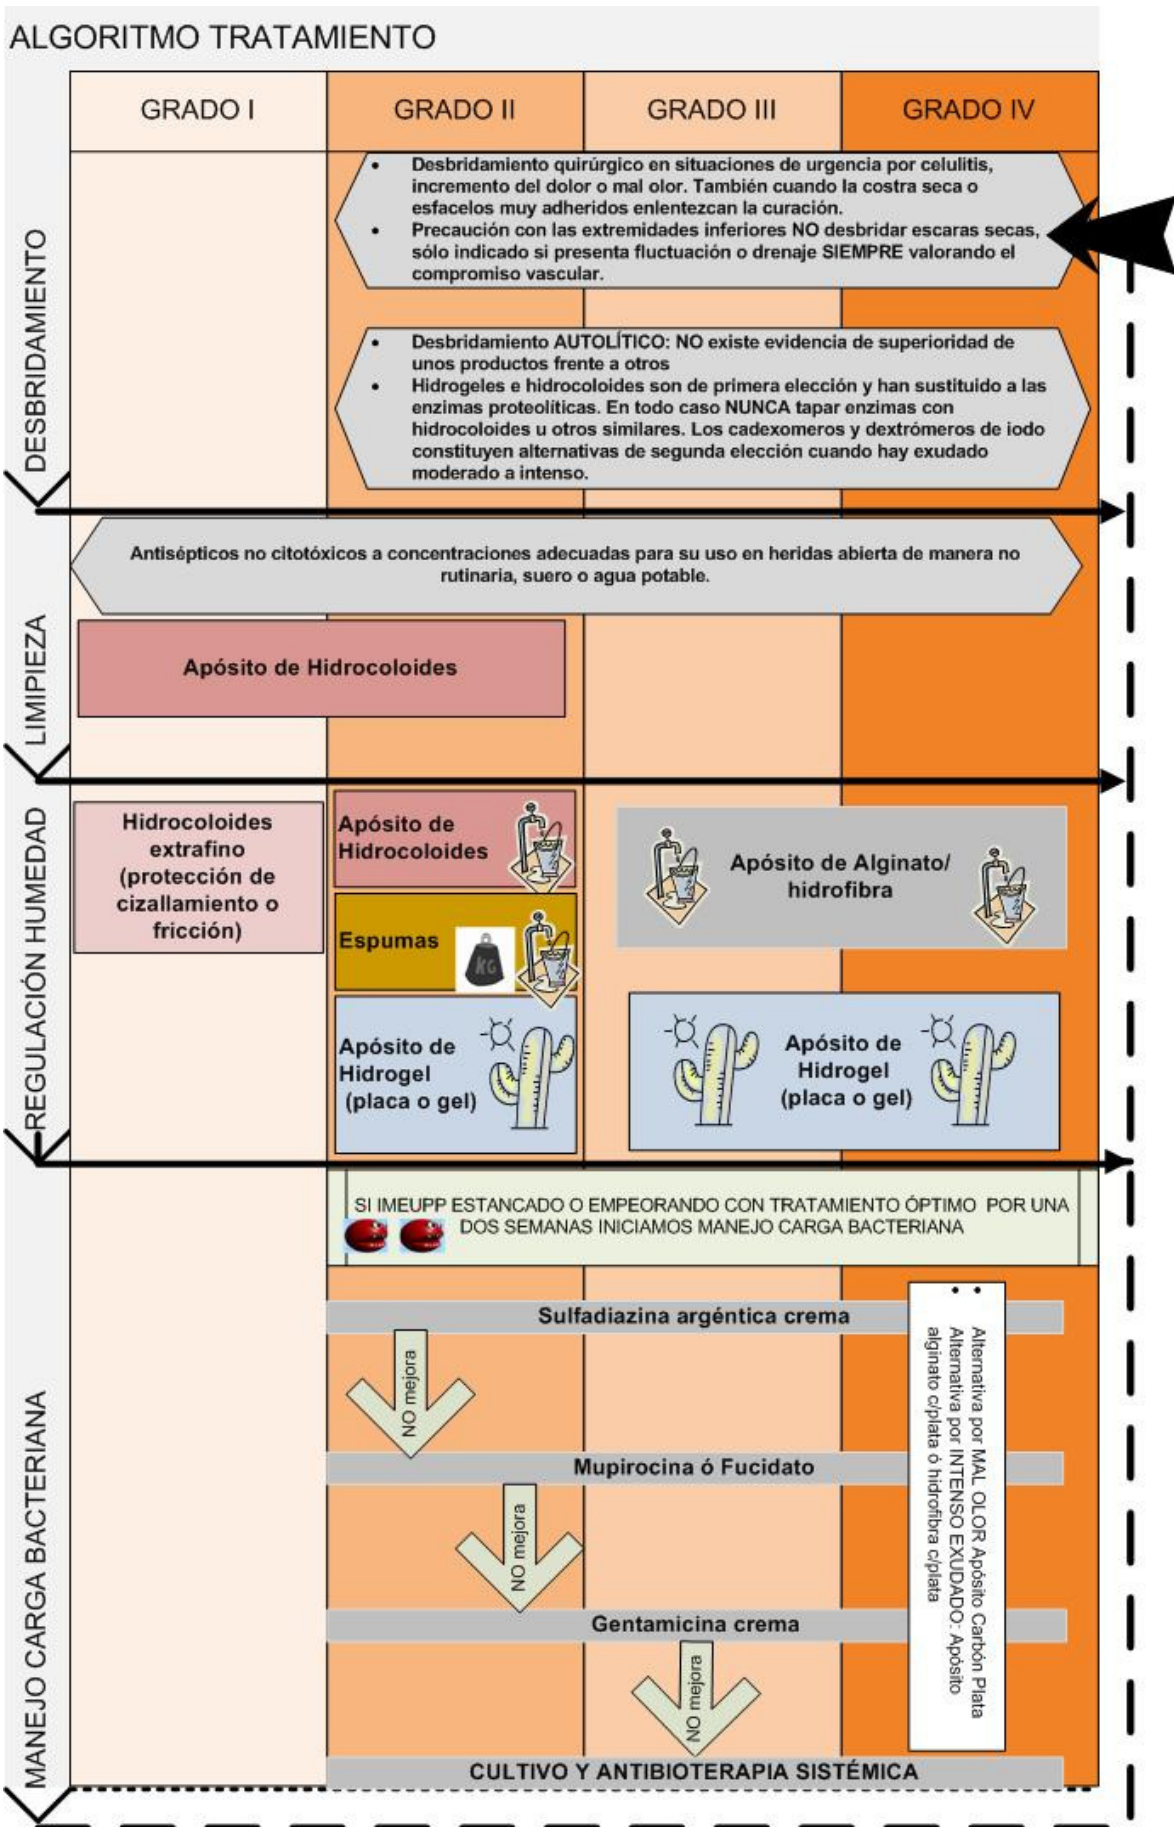 ALGORITMO TRATAMIENTO
GRADO I
GRADO II
GRADO III
GRADO IV
DESBRIDAMIENTO
• Desbridamiento quirúrgico en situaciones de urgencia por celulitis,
incremento del dolor o mal olor. También cuando la costra seca o
esfacelos muy adheridos enlentezcan la curación.
• Precaución con las extremidades inferiores NO desbridar escaras secas,
sólo indicado si presenta fluctuación o drenaje SIEMPRE valorando el
compromiso vascular.
• Desbridamiento AUTOLÍTICO: NO existe evidencia de superioridad de
unos productos frente a otros
• Hidrogeles e hidrocoloides son de primera elección y han sustituido a las
enzimas proteolíticas. En todo caso NUNCA tapar enzimas con
hidrocoloides u otros similares. Los cadexomeros y dextrómeros de iodo
constituyen alternativas de segunda elección cuando hay exudado
moderado a intenso.
LIMIPIEZA
Antisépticos no citotóxicos a concentraciones adecuadas para su uso en heridas abierta de manera no
rutinaria, suero o agua potable.
Apósito de Hidrocoloides
REGULACIÓN HUMEDAD
Hidrocoloides
extrafino
(protección de
cizallamiento o
fricción)
Apósito de
Hidrocoloides
Espumas
KG
Apósito de
Hidrogel
(placa o gel)
Apósito de Alginato/
hidrofibra
Apósito de
Hidrogel
(placa o gel)
MANEJO CARGA BACTERIANA
SI IMEUPP ESTANCADO O EMPEORANDO CON TRATAMIENTO ÓPTIMO POR UNA
DOS SEMANAS INICIAMOS MANEJO CARGA BACTERIANA
Sulfadiazina argéntica crema
NO mejora
Mupirocina ó Fucidato
NO mejora
Gentamicina crema
NO mejora
CULTIVO Y ANTIBIOTERAPIA SISTÉMICA
• Alternativa por MAL OLOR Apósito Carbón Plata
• Alternativa por INTENSO EXUDADO: Apósito
alginato c/plata ó hidrofibra c/plata